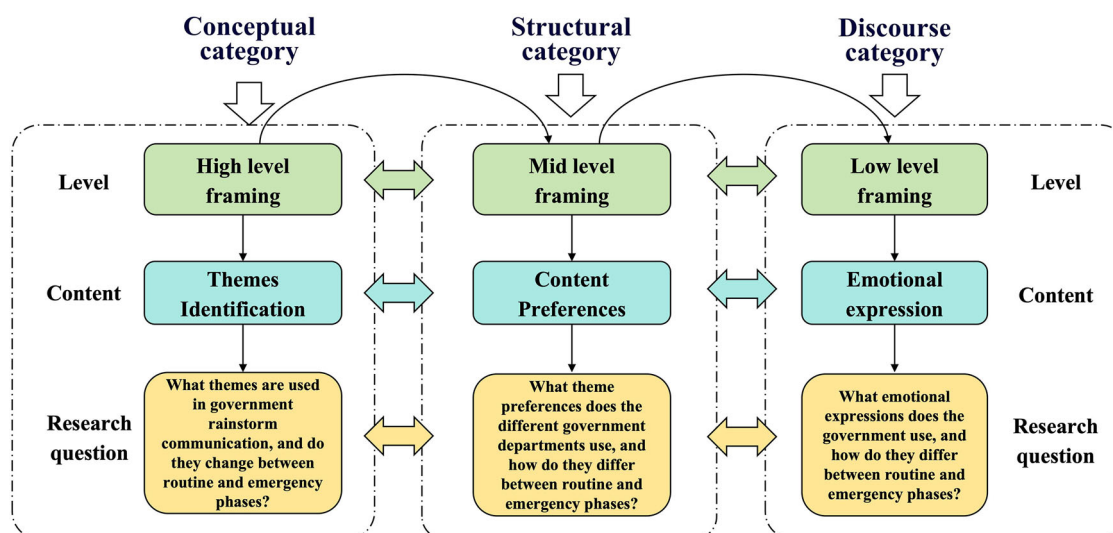 Conceptual
category
Structural
category
Discourse
category
Level
High level
framing
Mid level
framing
Low level
framing
Level
Content
Themes
Identification
Content
Preferences
Emotional
expression
Content
Research
question
What themes are used
in government
rainstorm
communication, and do
they change between
routine and emergency
phases?
What theme
preferences does the
different government
departments use, and
how do they differ
between routine and
emergency phases?
What emotional
expressions does the
government use, and
how do they differ
between routine and
emergency phases?
Research
question